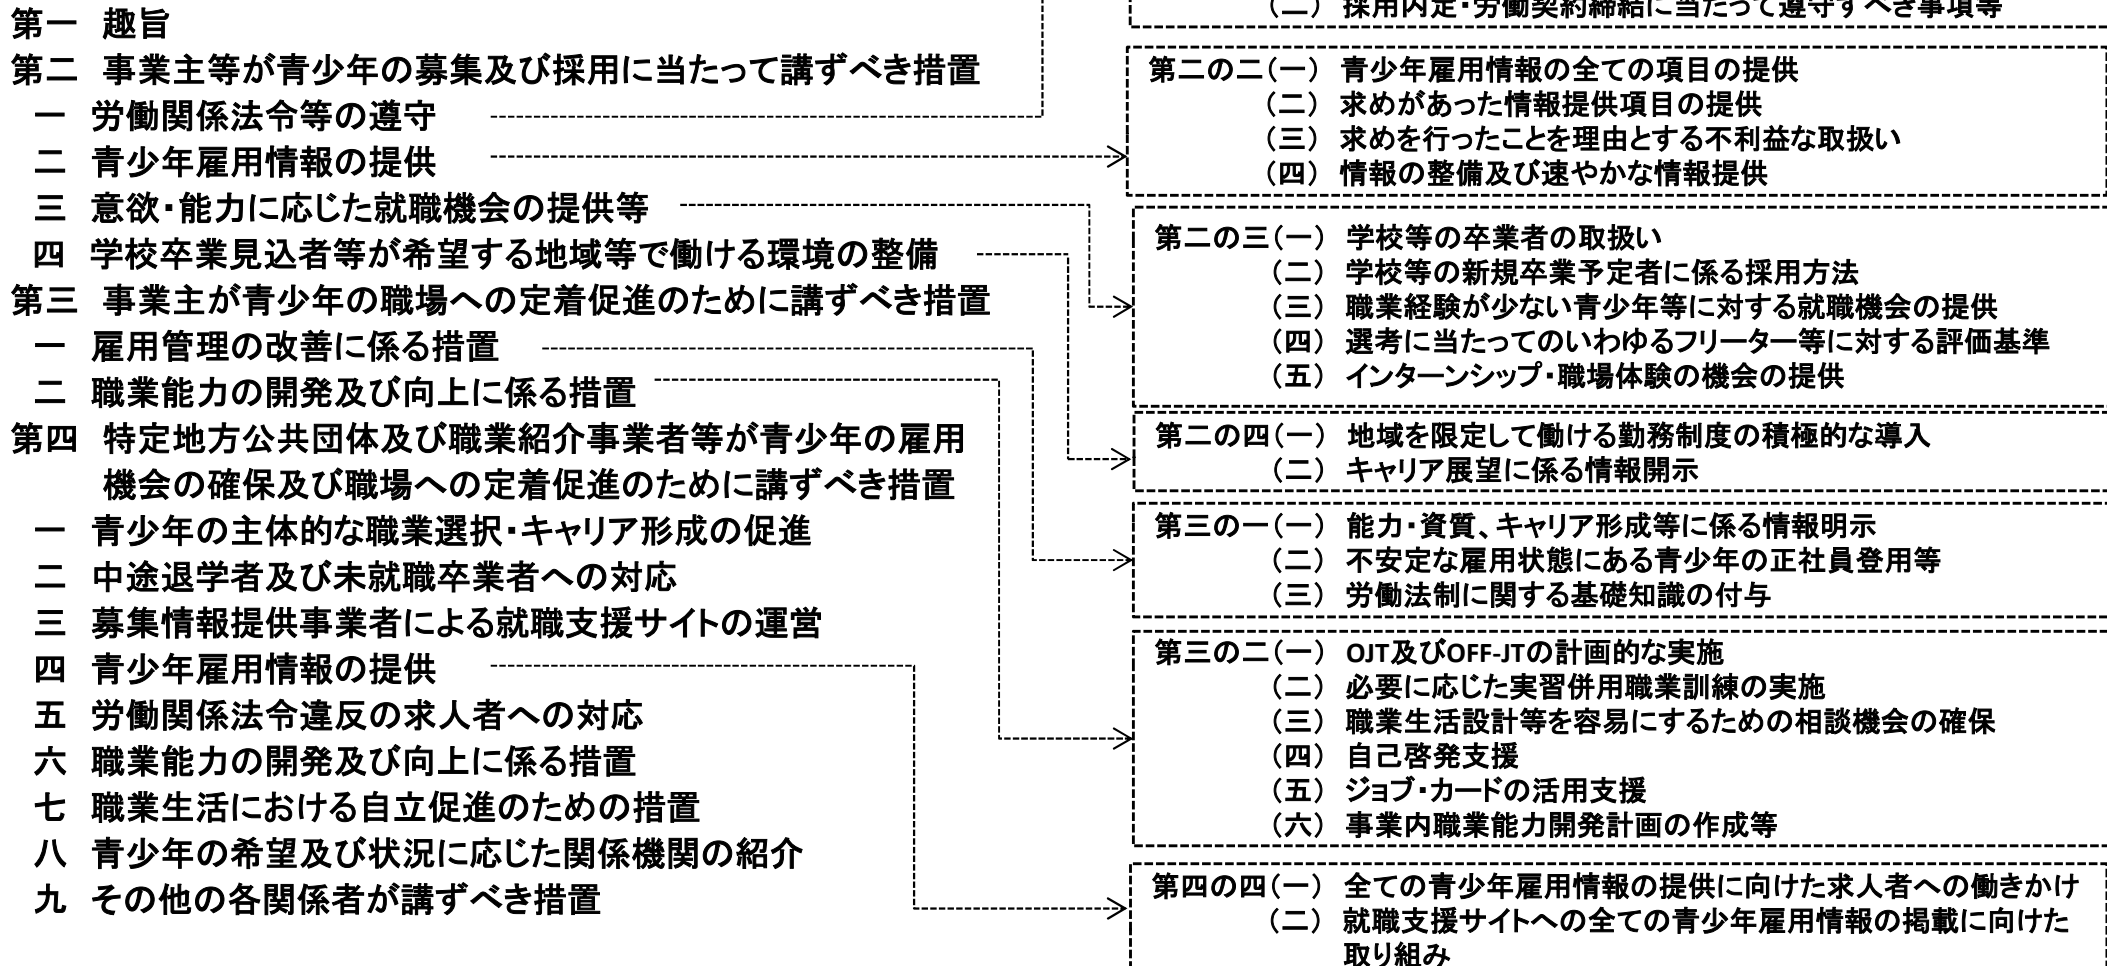 第一 趣旨
第二 事業主等が青少年の募集及び採用に当たって講ずべき措置
一 労働関係法令等の遵守
二 青少年雇用情報の提供
三 意欲・能力に応じた就職機会の提供等
四 学校卒業見込者等が希望する地域等で働ける環境の整備
第三 事業主が青少年の職場への定着促進のために講ずべき措置
一 雇用管理の改善に係る措置
二 職業能力の開発及び向上に係る措置
第四 特定地方公共団体及び職業紹介事業者等が青少年の雇用
機会の確保及び職場への定着促進のために講ずべき措置
一 青少年の主体的な職業選択・キャリア形成の促進
二 中途退学者及び未就職卒業者への対応
三 募集情報提供事業者による就職支援サイトの運営
四 青少年雇用情報の提供
五 労働関係法令違反の求人者への対応
六 職業能力の開発及び向上に係る措置
七 職業生活における自立促進のための措置
八 青少年の希望及び状況に応じた関係機関の紹介
九 その他の各関係者が講ずべき措置
(二) 採用内定・労働契約締結に当たって遵守すべき事項等
第二の二(一) 青少年雇用情報の全ての項目の提供
(二) 求めがあった情報提供項目の提供
(三) 求めを行ったことを理由とする不利益な取扱い
(四) 情報の整備及び速やかな情報提供
第二の三(一) 学校等の卒業者の取扱い
(二) 学校等の新規卒業予定者に係る採用方法
(三) 職業経験が少ない青少年等に対する就職機会の提供
(四) 選考に当たってのいわゆるフリーター等に対する評価基準
(五) インターンシップ・職場体験の機会の提供
第二の四(一) 地域を限定して働ける勤務制度の積極的な導入
(二) キャリア展望に係る情報開示
第三の一(一) 能力・資質、キャリア形成等に係る情報明示
(二) 不安定な雇用状態にある青少年の正社員登用等
(三) 労働法制に関する基礎知識の付与
第三の二(一) OJT及びOFF-JTの計画的な実施
(二) 必要に応じた実習併用職業訓練の実施
(三) 職業生活設計等を容易にするための相談機会の確保
(四) 自己啓発支援
(五) ジョブ・カードの活用支援
(六) 事業内職業能力開発計画の作成等
第四の四(一) 全ての青少年雇用情報の提供に向けた求人者への働きかけ
(二) 就職支援サイトへの全ての青少年雇用情報の掲載に向けた
取り組み